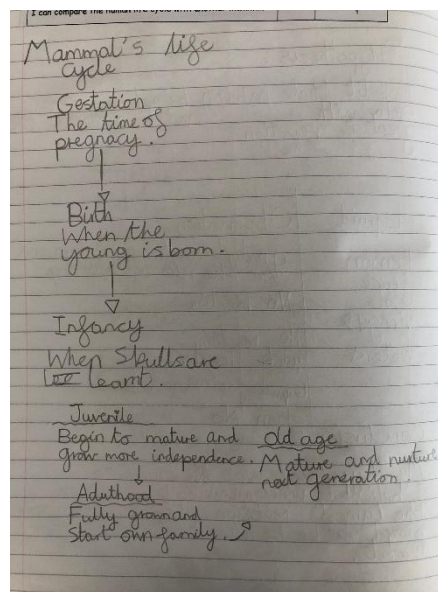 I can compare the human life cycle with another mammal
Mammal's life
cycle
Gestation
The time of
pregnacy.
Birth
When the
young is born.
Infancy
When Skullsare
learnt.
Juvenile
Begin to mature and
grow more independence.
Adulthood
Fully grown and
Start own family.
old age
Mature and nurture
next generation.